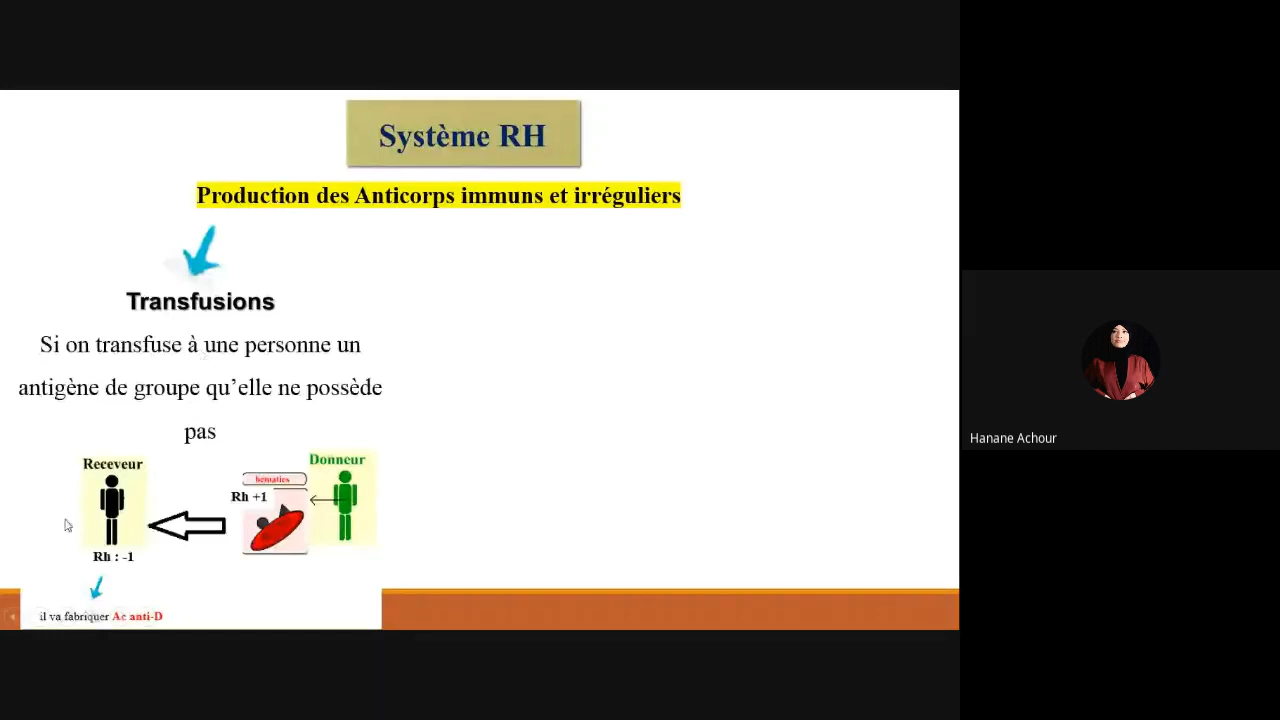 Système RH
Production des Anticorps immuns et irréguliers
Transfusions
Si on transfuse à une personne un
antigène de groupe qu'elle ne possède
pas
Receveur
Donneur
hématies
Rh +1
Rh : -1
il va fabriquer Ac anti-D
Hanane Achour